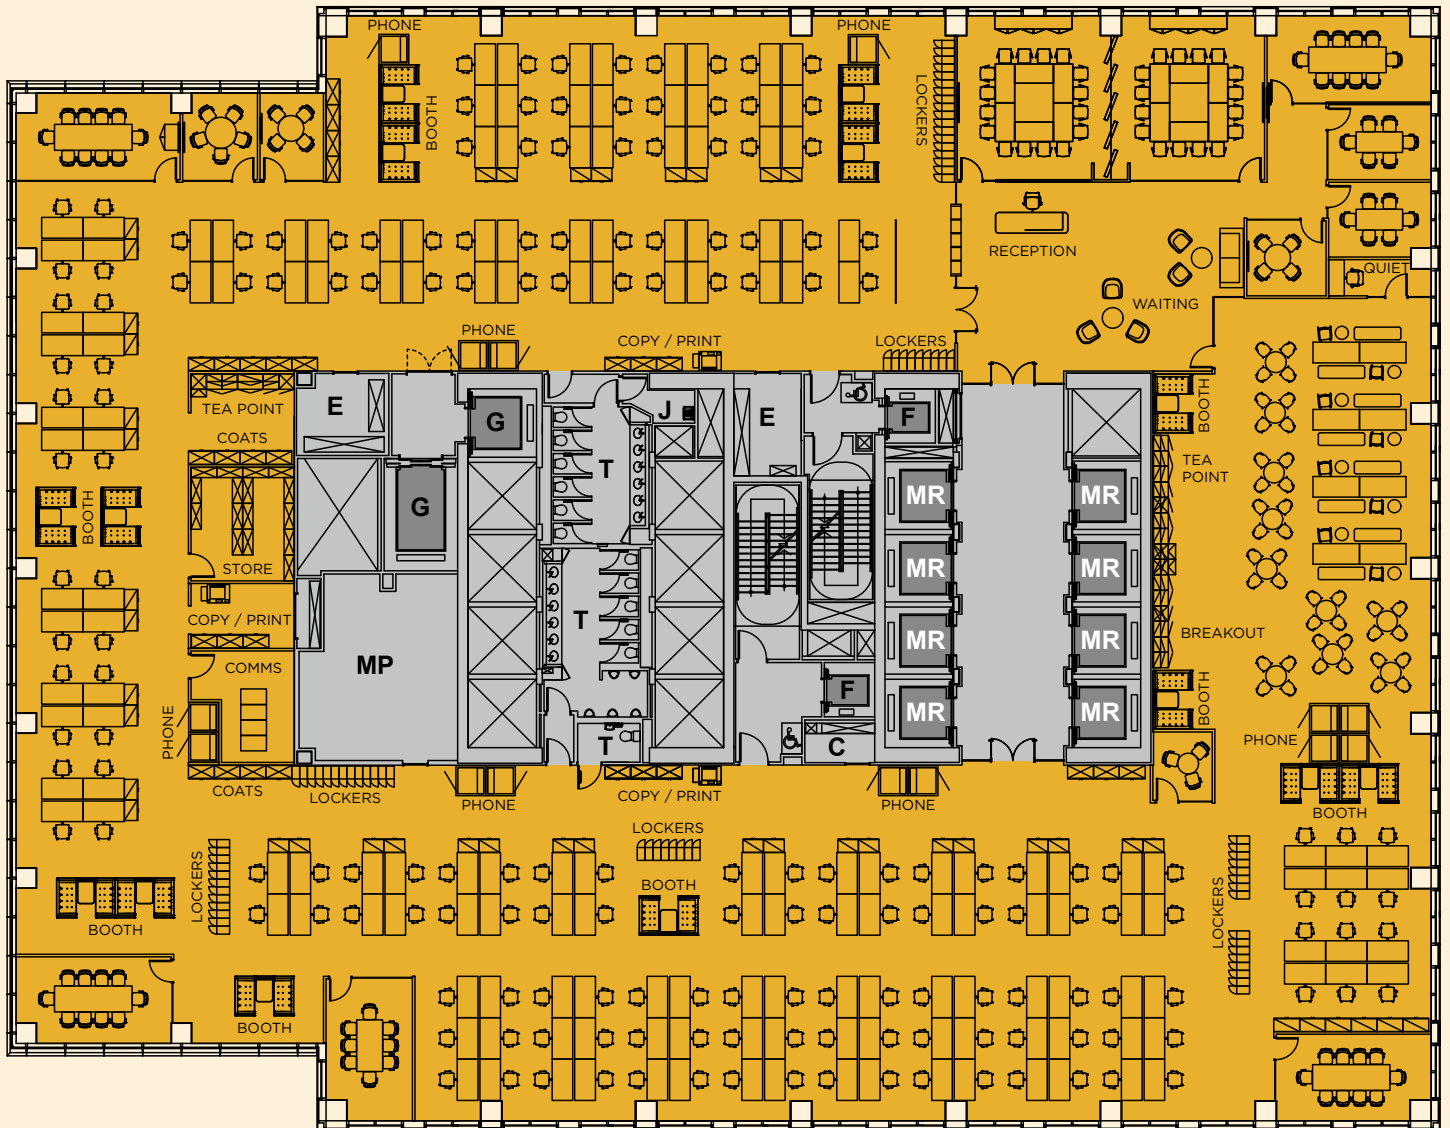 PHONE
PHONE
BOOTH
LOCKERS
RECEPTION
QUIET
WAITING
PHONE
COPY / PRINT
LOCKERS
TEA POINT
E
G
J
E
F
BOOTH
COATS
T
TEA
POINT
MR
MR
BOOTH
G
STORE
MR
MR
COPY / PRINT
T
BREAKOUT
MR
MR
COMMS
MP
F
BOOTH
MR
MR
PHONE
T
C
PHONE
COATS
LOCKERS
PHONE
COPY / PRINT
PHONE
BOOTH
LOCKERS
LOCKERS
BOOTH
LOCKERS
BOOTH
BOOTH